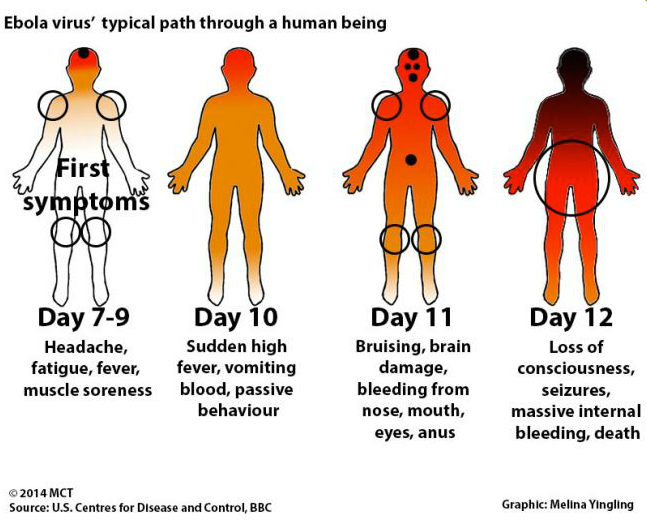 Ebola virus’ typical path through a human being
First
symptoms
Day 7-9
Headache,
fatigue, fever,
muscle soreness
Day 10
Sudden high
fever, vomiting
blood, passive
behaviour
Day 11
Bruising, brain
damage,
bleeding from
nose, mouth,
eyes, anus
Day 12
Loss of
consciousness,
seizures,
massive internal
bleeding, death
© 2014 MCT
Source: U.S. Centres for Disease and Control, BBC
Graphic: Melina Yingling